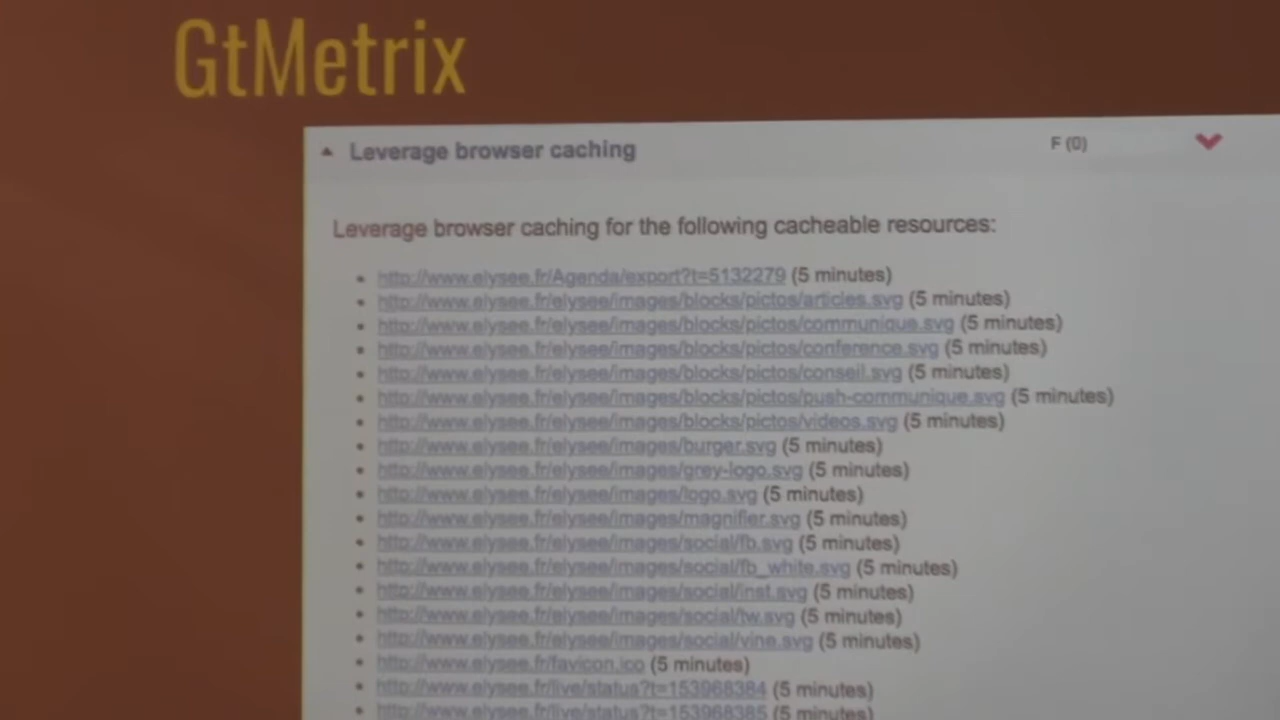 GtMetrix
Leverage browser caching F (0)
Leverage browser caching for the following cacheable resources:
http://www.elysee.fr/Agenda/export?t=5132279 (5 minutes)
http://www.elysee.fr/elysee/images/blocks/pictos/articles.svg (5 minutes)
http://www.elysee.fr/elysee/images/blocks/pictos/communique.svg (5 minutes)
http://www.elysee.fr/elysee/images/blocks/pictos/conference.svg (5 minutes)
http://www.elysee.fr/elysee/images/blocks/pictos/conseil.svg (5 minutes)
http://www.elysee.fr/elysee/images/blocks/pictos/push-communique.svg (5 minutes)
http://www.elysee.fr/elysee/images/blocks/pictos/videos.svg (5 minutes)
http://www.elysee.fr/elysee/images/burger.svg (5 minutes)
http://www.elysee.fr/elysee/images/grey-logo.svg (5 minutes)
http://www.elysee.fr/elysee/images/logo.svg (5 minutes)
http://www.elysee.fr/elysee/images/magnifier.svg (5 minutes)
http://www.elysee.fr/elysee/images/social/fb.svg (5 minutes)
http://www.elysee.fr/elysee/images/social/fb_white.svg (5 minutes)
http://www.elysee.fr/elysee/images/social/inst.svg (5 minutes)
http://www.elysee.fr/elysee/images/social/tw.svg (5 minutes)
http://www.elysee.fr/elysee/images/social/vine.svg (5 minutes)
http://www.elysee.fr/favicon.ico (5 minutes)
http://www.elysee.fr/live/status?t=153968384 (5 minutes)
http://www.elysee.fr/live/status?t=153968385 (5 minutes)